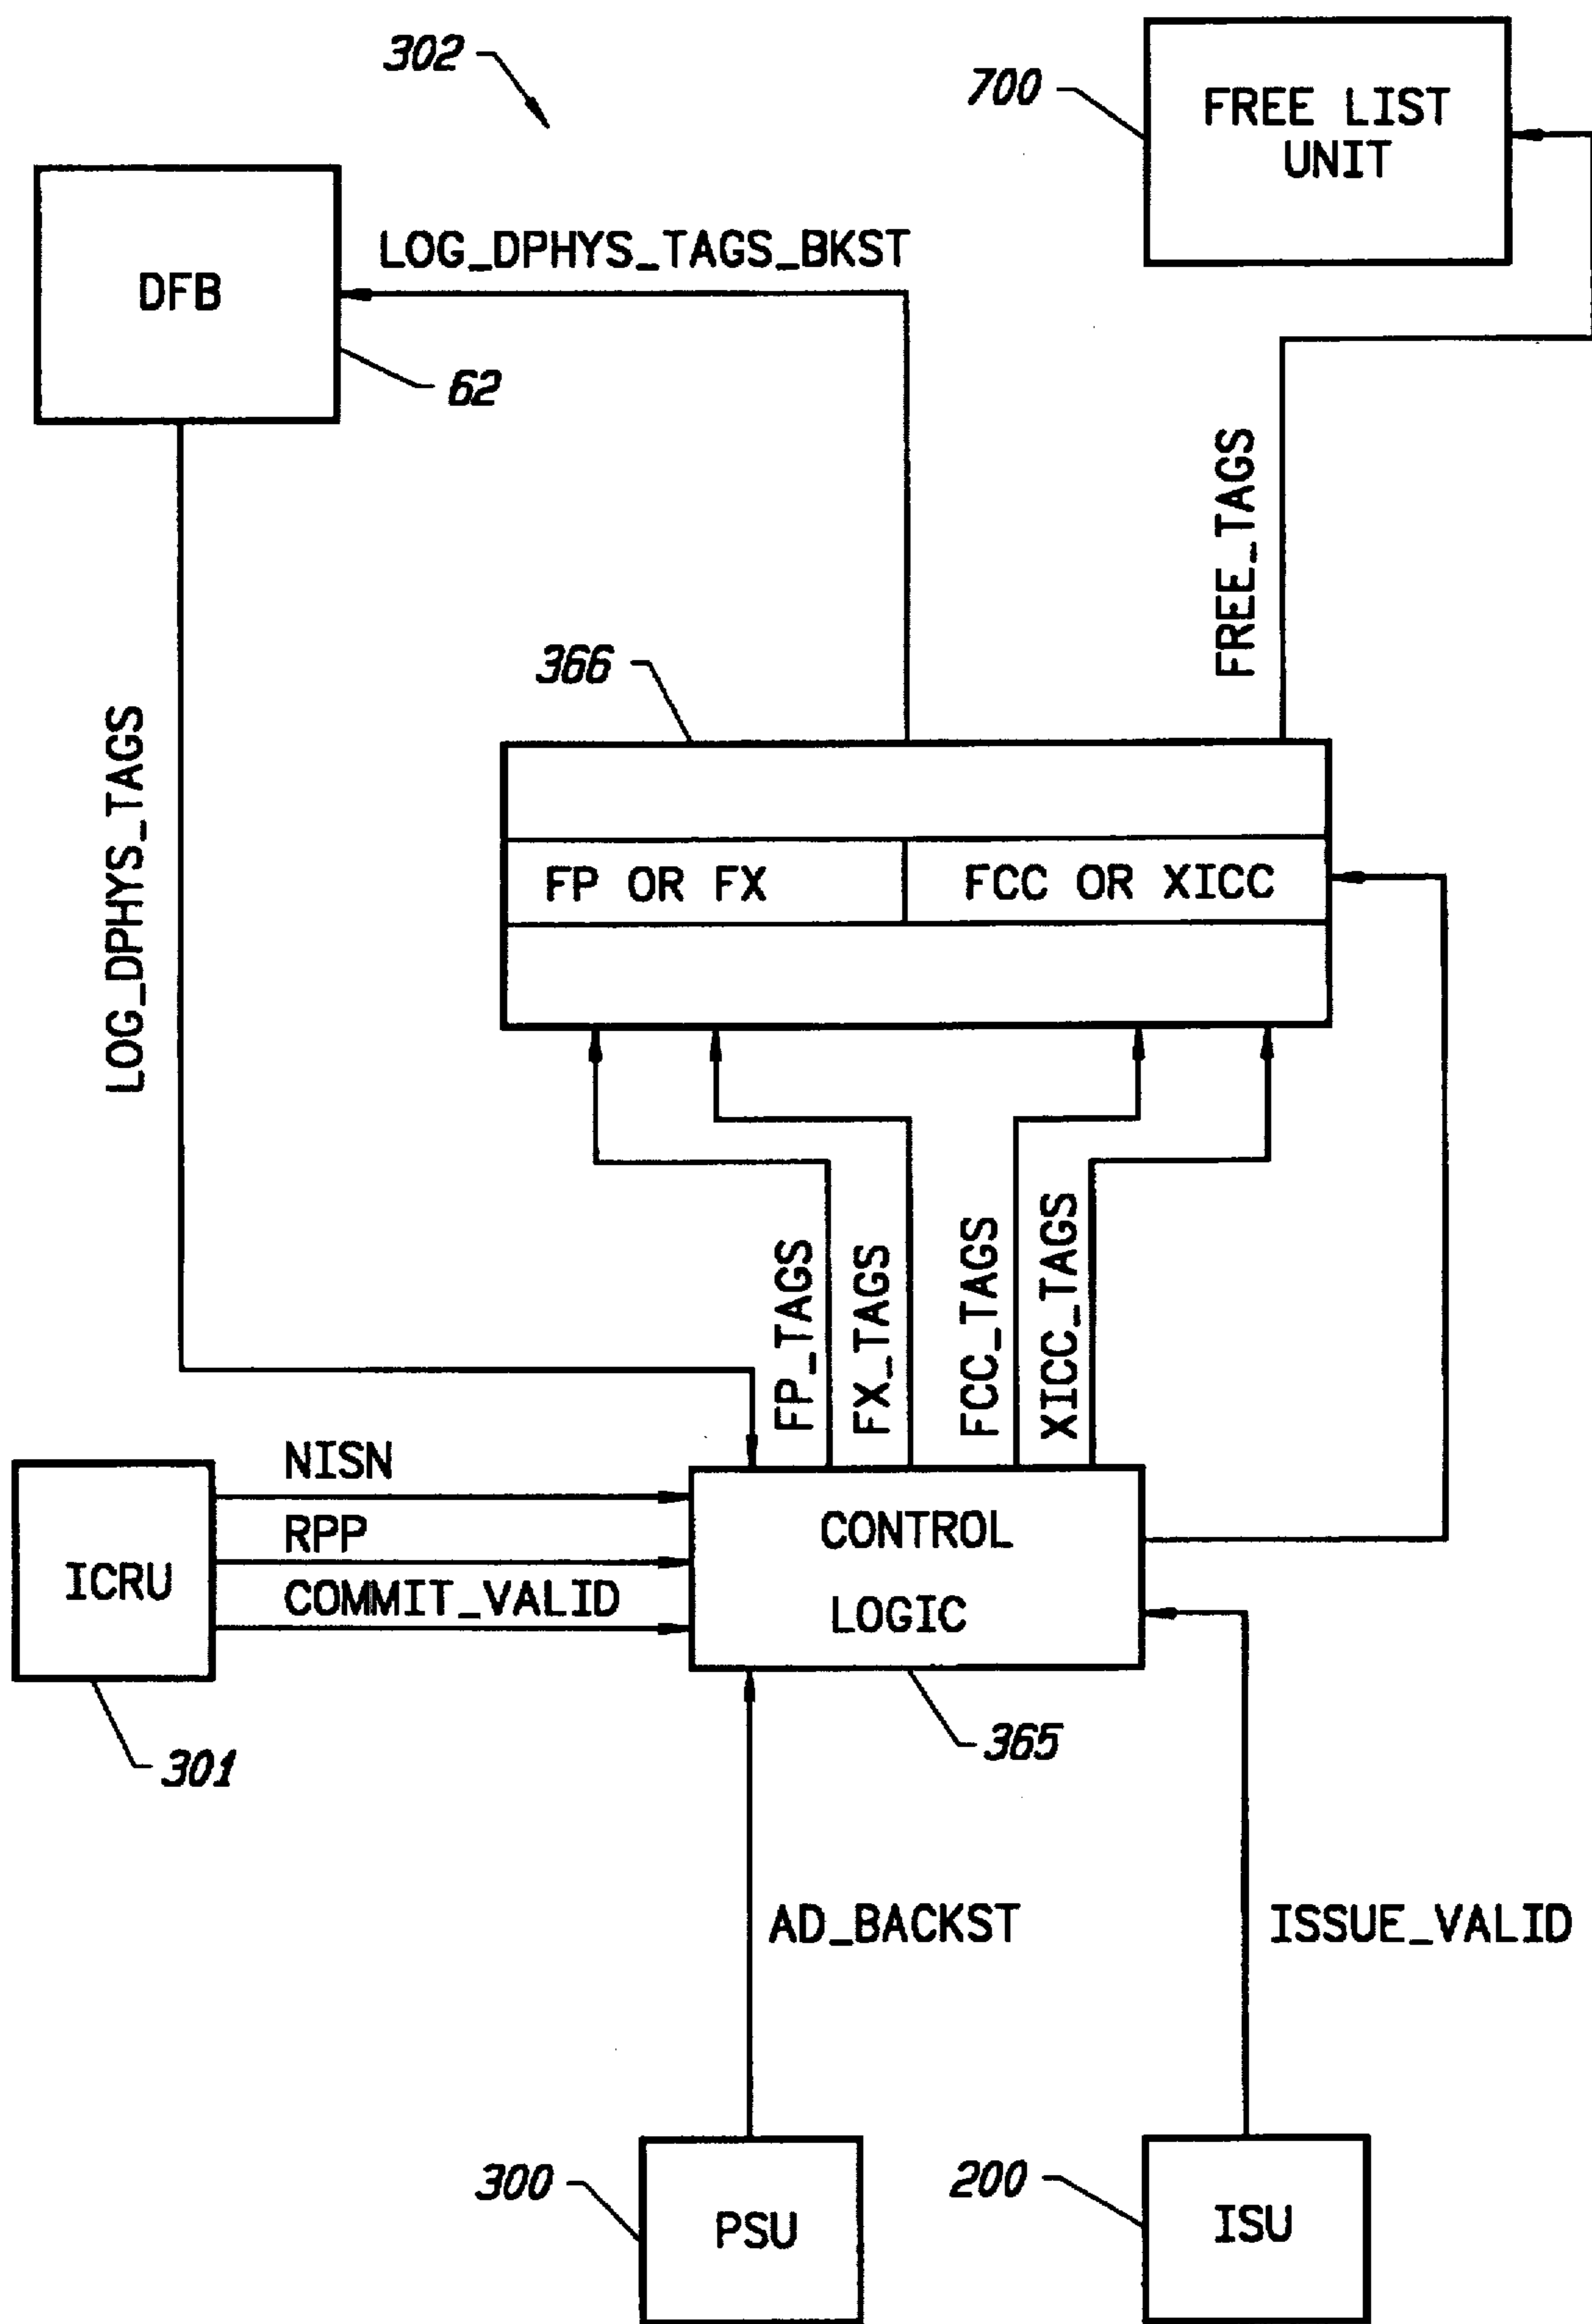 302
700
FREE LIST
UNIT
DFB
LOG_DPHYS_TAGS_BKST
62
FREE_TAGS
366
LOG_DPHYS_TAGS
FP OR FX
FCC OR XICC
FP_TAGS
FX_TAGS
FCC_TAGS
XICC_TAGS
NISN
RPP
COMMIT_VALID
ICRU
CONTROL
LOGIC
301
365
AD_BACKST
ISSUE_VALID
300
PSU
200
ISU